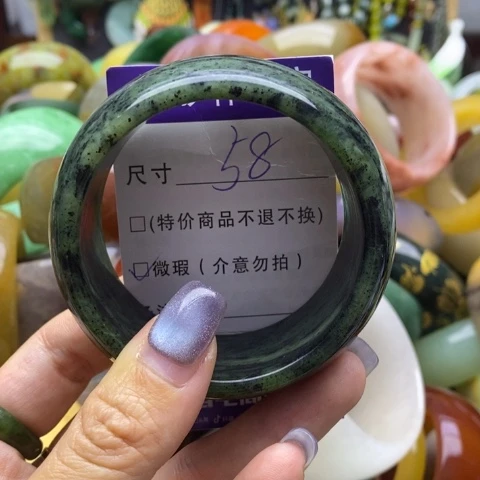 尺寸 58
□(特价商品不退不换)
☑微瑕（介意勿拍）